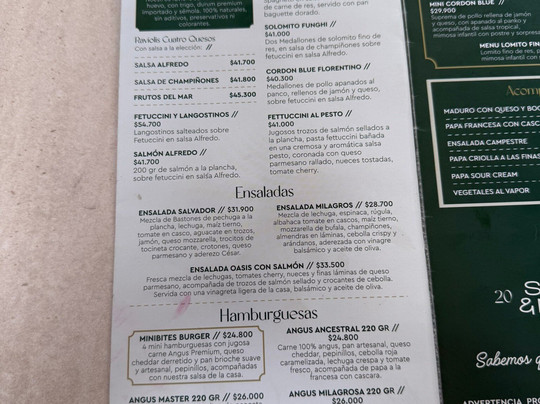 huevo, con trigo, durum premium
importado y sémola. 100% naturales,
sin aditivos, preservativos ni
colorantes.
Raviolis Cuatro Quesos
Con salsa a la elección: //
SALSA ALFREDO $41.700
SALSA DE CHAMPIÑONES $41.800
FRUTOS DEL MAR $45.300
FETUCCINI Y LANGOSTINOS //
$54.700
Langostinos salteados sobre
Fetuccini en salsa Alfredo.
SALMÓN ALFREDO //
$41.700
200 gr de salmón a la plancha,
sobre fetuccini en salsa Alfredo.
de carne de res, servido con pan
baguette dorado.
SOLOMITO FUNGHI //
$41.000
Dos Medallones de solomito fino de
res, en salsa de champiñones sobre
fetuccini en salsa Alfredo.
CORDON BLUE FLORENTINO //
$40.300
Medallones de pollo apanados al
panco, rellenos de jamón y queso,
sobre fetuccini en salsa Alfredo.
FETTUCCINI AL PESTO //
$41.000
Jugosos trozos de salmón sellados a
la plancha, pasta fettuccini bañada
en una cremosa y aromática salsa
pesto, coronada con queso
parmesano rallado, nueces tostadas,
tomate cherry.
Ensaladas
ENSALADA SALVADOR // $31.900
Mezcla de Bastones de pechuga a la
plancha, lechuga, maíz tierno,
tomate en casco, aguacate en trozos,
jamón, queso mozarella, trocitos de
tocineta crocante, crotones, queso
parmesano y aderezo César.
ENSALADA MILAGROS // $28.700
Mezcla de lechuga, espinaca, rúgula,
albahaca tomate en cascos, maíz tierno,
mozzarella de bufala, champiñones,
almendras en láminas, cebolla crispy y
arándanos, aderezada con vinagre
balsámico y aceite de oliva.
ENSALADA OASIS CON SALMÓN // $33.500
Fresca mezcla de lechugas, tomates cherry, nueces y finas láminas de queso
parmesano, acompañada de trozos de salmón sellado y crocantes de cebolla.
Servida con una vinagreta ligera de la casa, balsámico y aceite de oliva.
Hamburguesas
MINIBITES BURGER // $24.800
4 mini hamburguesas con jugosa
carne Angus Premium, queso
cheddar derretido y pan brioche suave
y artesanal, pepinillos, acompañadas
con nuestra salsa de la casa.
ANGUS ANCESTRAL 220 GR //
$24.800
Carne 100% angus, pan artesanal, queso
cheddar, pepinillos, cebolla roja
caramelizada, lechuga crespa y tomate
fresco, acompañada de papa a la
francesa con cascara.
ANGUS MASTER 220 GR // $26.000
ANGUS MILAGROSA 220 GR //
$26.000
MINI CORDON BLUE //
$29.900
Suprema de pollo rellena de jamón
y queso, con apanado al panko y
acompañada de salsa tropical,
mimosa infantil con postre y sorpresa
MENU LOMITO FIN
Lomito fino de res, p
mimosa infantil con
Acom
MADURO CON QUESO Y BOC
PAPA FRANCESA CON CASC
ENSALADA CAMPESTRE
PAPA CRIOLLA A LAS FINAS
PAPA SOUR CREAM
VEGETALES AL VAPOR
20 S
&
Sabemos q
ADVERTENCIA PRO